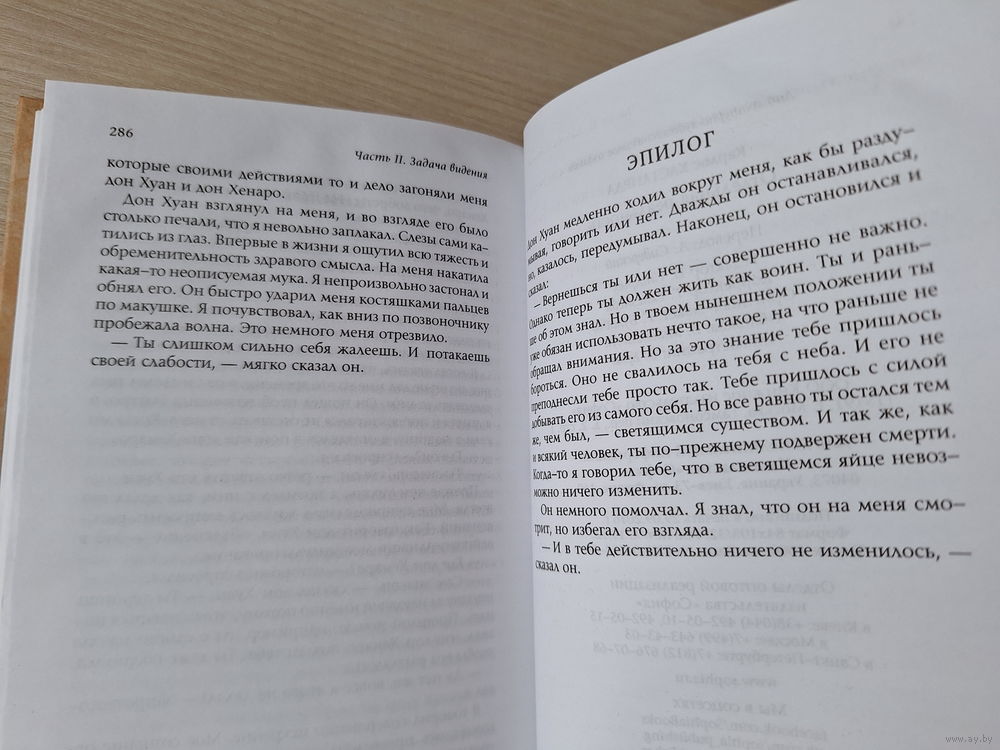 286
Часть II. Задача видения
которые своими действиями то и дело загоняли меня
дон Хуан и дон Хенаро.
Дон Хуан взглянул на меня, и во взгляде его было
столько печали, что я невольно заплакал. Слезы сами ка-
тились из глаз. Впервые в жизни я ощутил всю тяжесть и
обременительность здравого смысла. На меня накатила
какая-то неописуемая мука. Я непроизвольно застонал и
обнял его. Он быстро ударил меня костяшками пальцев
по макушке. Я почувствовал, как вниз по позвоночнику
пробежала волна. Это немного меня отрезвило.
— Ты слишком сильно себя жалеешь. И потакаешь
своей слабости, — мягко сказал он.
ЭПИЛОГ
Дон Хуан медленно ходил вокруг меня, как бы разду-
мывая, говорить или нет. Дважды он останавливался,
но, казалось, передумывал. Наконец, он остановился и
сказал:
— Вернешься ты или нет — совершенно не важно.
Однако теперь ты должен жить как воин. Ты и рань-
ше об этом знал. Но в твоем нынешнем положении ты
уже обязан использовать нечто такое, на что раньше не
обращал внимания. Но за это знание тебе пришлось
бороться. Оно не свалилось на тебя с неба. И его не
преподнесли тебе просто так. Тебе пришлось с силой
добывать его из самого себя. Но все равно ты остался тем
же, чем был, — светящимся существом. И так же, как
и всякий человек, ты по-прежнему подвержен смерти.
Когда-то я говорил тебе, что в светящемся яйце невоз-
можно ничего изменить.
Он немного помолчал. Я знал, что он на меня смо-
трит, но избегал его взгляда.
— И в тебе действительно ничего не изменилось, —
сказал он.
www.ay.by